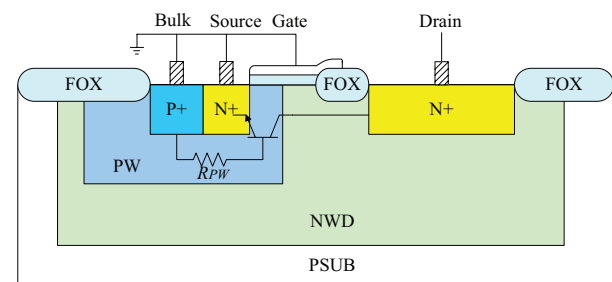 Bulk Source Gate Drain
FOX FOX FOX
P+ N+ N+
PW RPW
NWD
PSUB